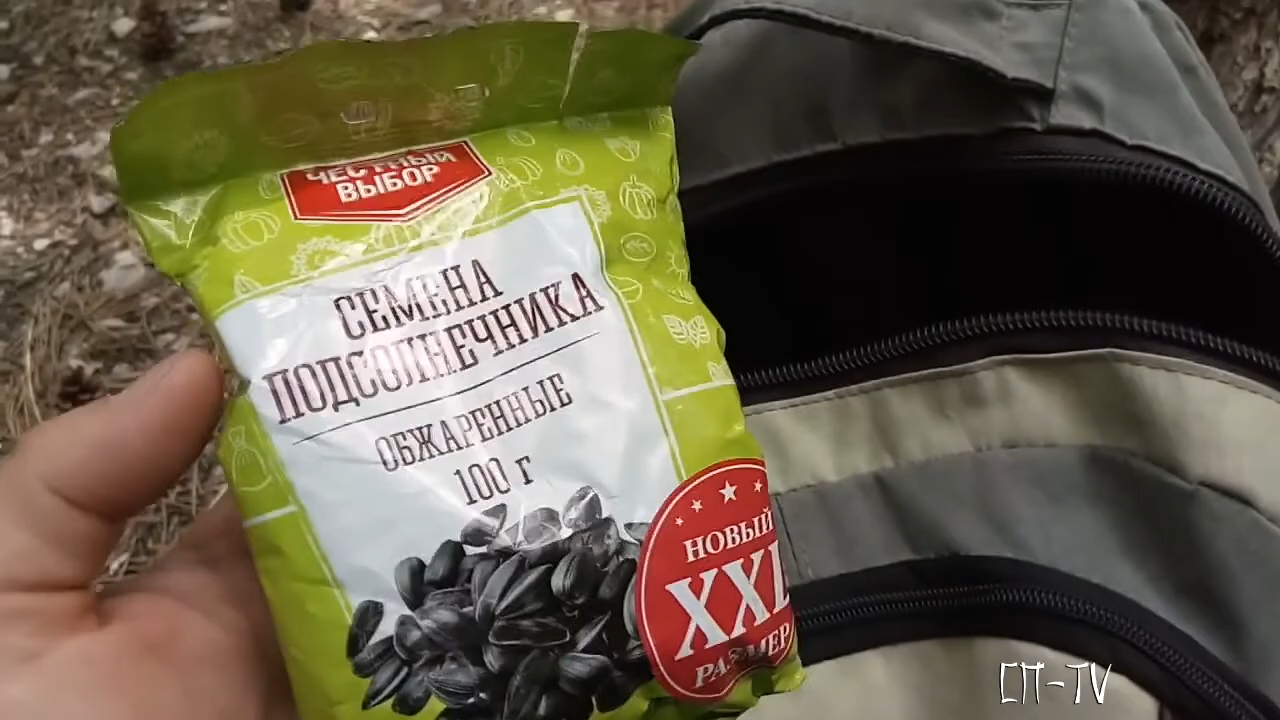 ЧЕСТНЫЙ
ВЫБОР
СЕМЕНА
ПОДСОЛНЕЧНИКА
ОБЖАРЕННЫЕ
100 г
НОВЫЙ
XXL
РАЗМЕР
СП-TV